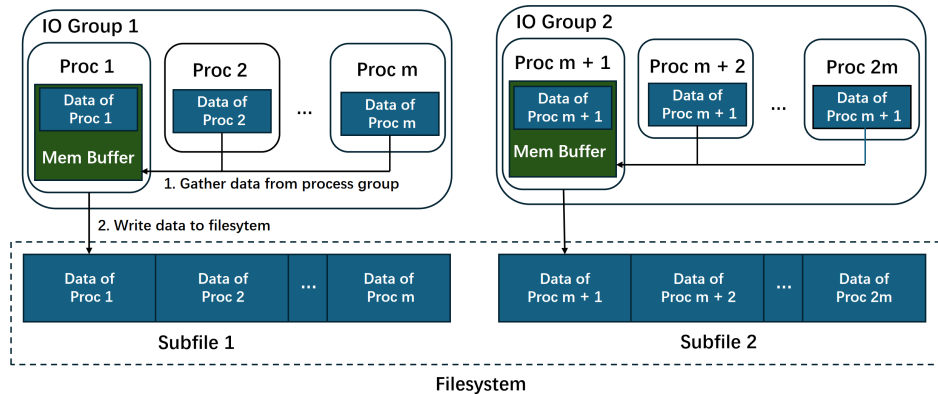 IO Group 1
Proc 1
Data of
Proc 1
Mem Buffer
Proc 2
Data of
Proc 2
...
Proc m
Data of
Proc m
1. Gather data from process group
2. Write data to filesytem
IO Group 2
Proc m + 1
Data of
Proc m + 1
Mem Buffer
Proc m + 2
Data of
Proc m + 1
...
Proc 2m
Data of
Proc m + 1
Data of
Proc 1
Data of
Proc 2
...
Data of
Proc m
Subfile 1
Data of
Proc m + 1
Data of
Proc m + 2
...
Data of
Proc 2m
Subfile 2
Filesystem